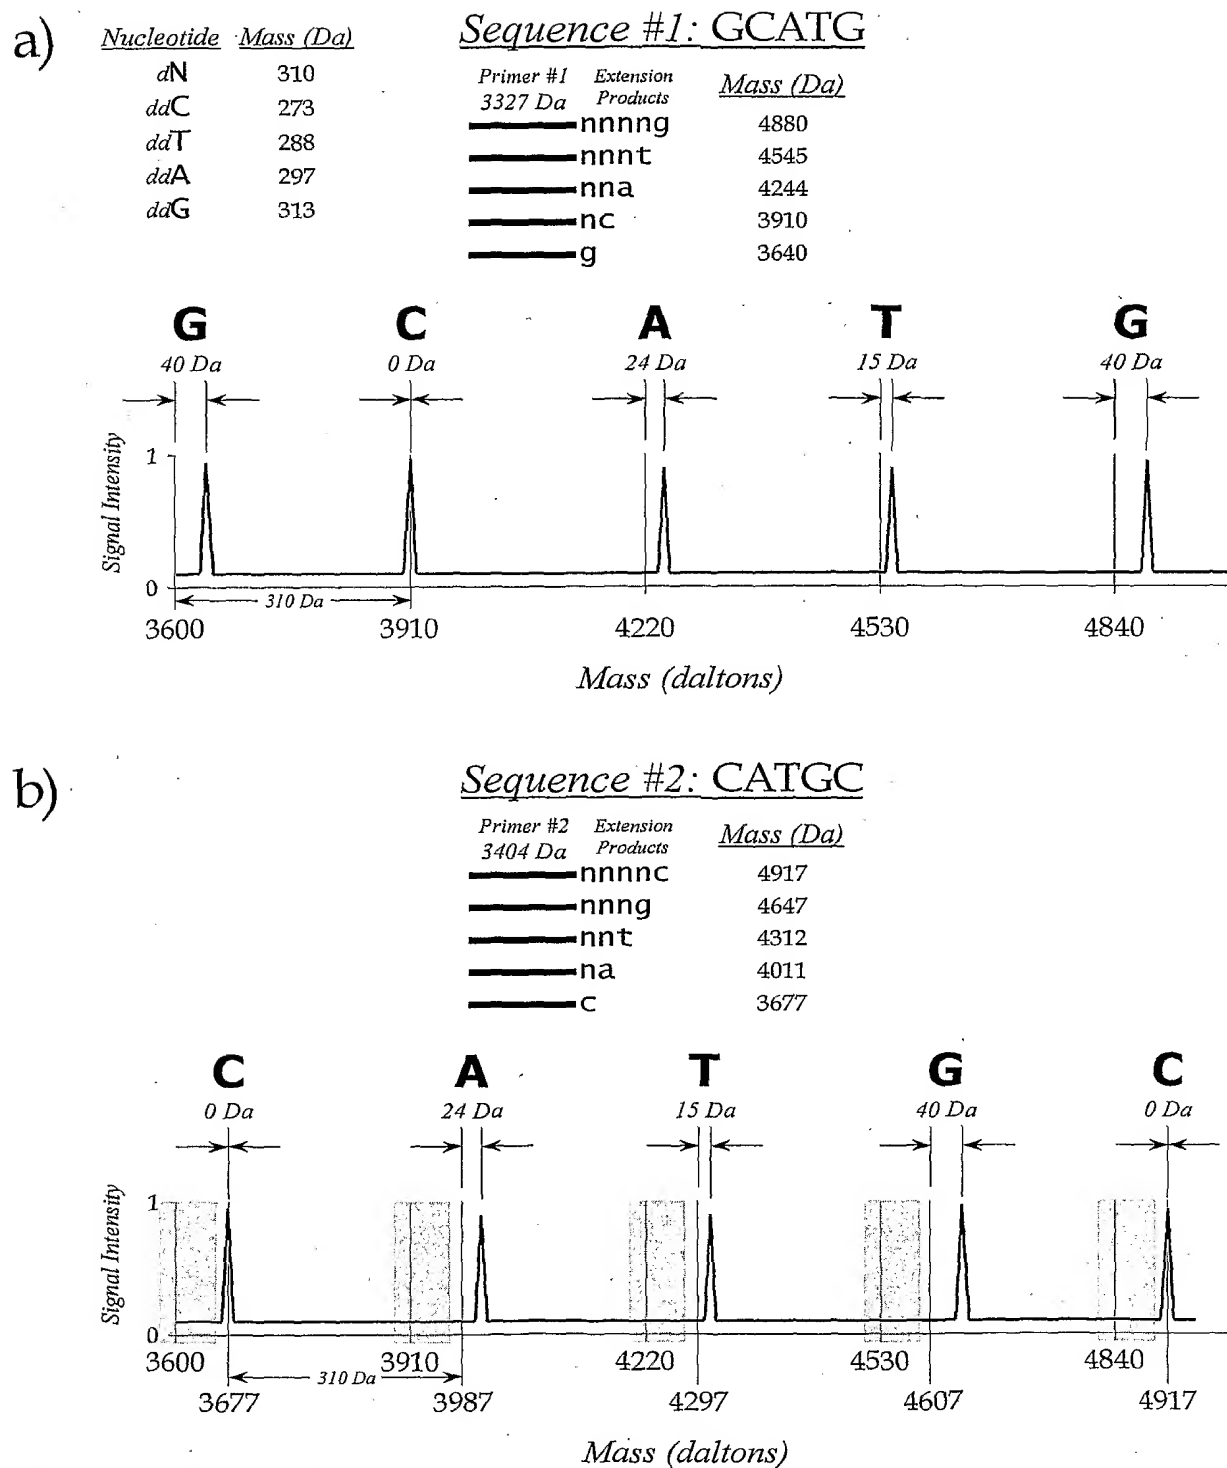 a)
Nucleotide Mass (Da)
dN 310
ddC 273
ddT 288
ddA 297
ddG 313
Sequence #1: GCATG
Primer #1 Extension Mass (Da)
3327 Da Products
nnnng 4880
nnnt 4545
nna 4244
nc 3910
g 3640
G C A T G
40 Da 0 Da 24 Da 15 Da 40 Da
Signal Intensity
1
0
310 Da
3600 3910 4220 4530 4840
Mass (daltons)
b)
Sequence #2: CATGC
Primer #2 Extension Mass (Da)
3404 Da Products
nnnnc 4917
nnng 4647
nnt 4312
na 4011
c 3677
C A T G C
0 Da 24 Da 15 Da 40 Da 0 Da
Signal Intensity
1
0
3600 3910 4220 4530 4840
310 Da
3677 3987 4297 4607 4917
Mass (daltons)